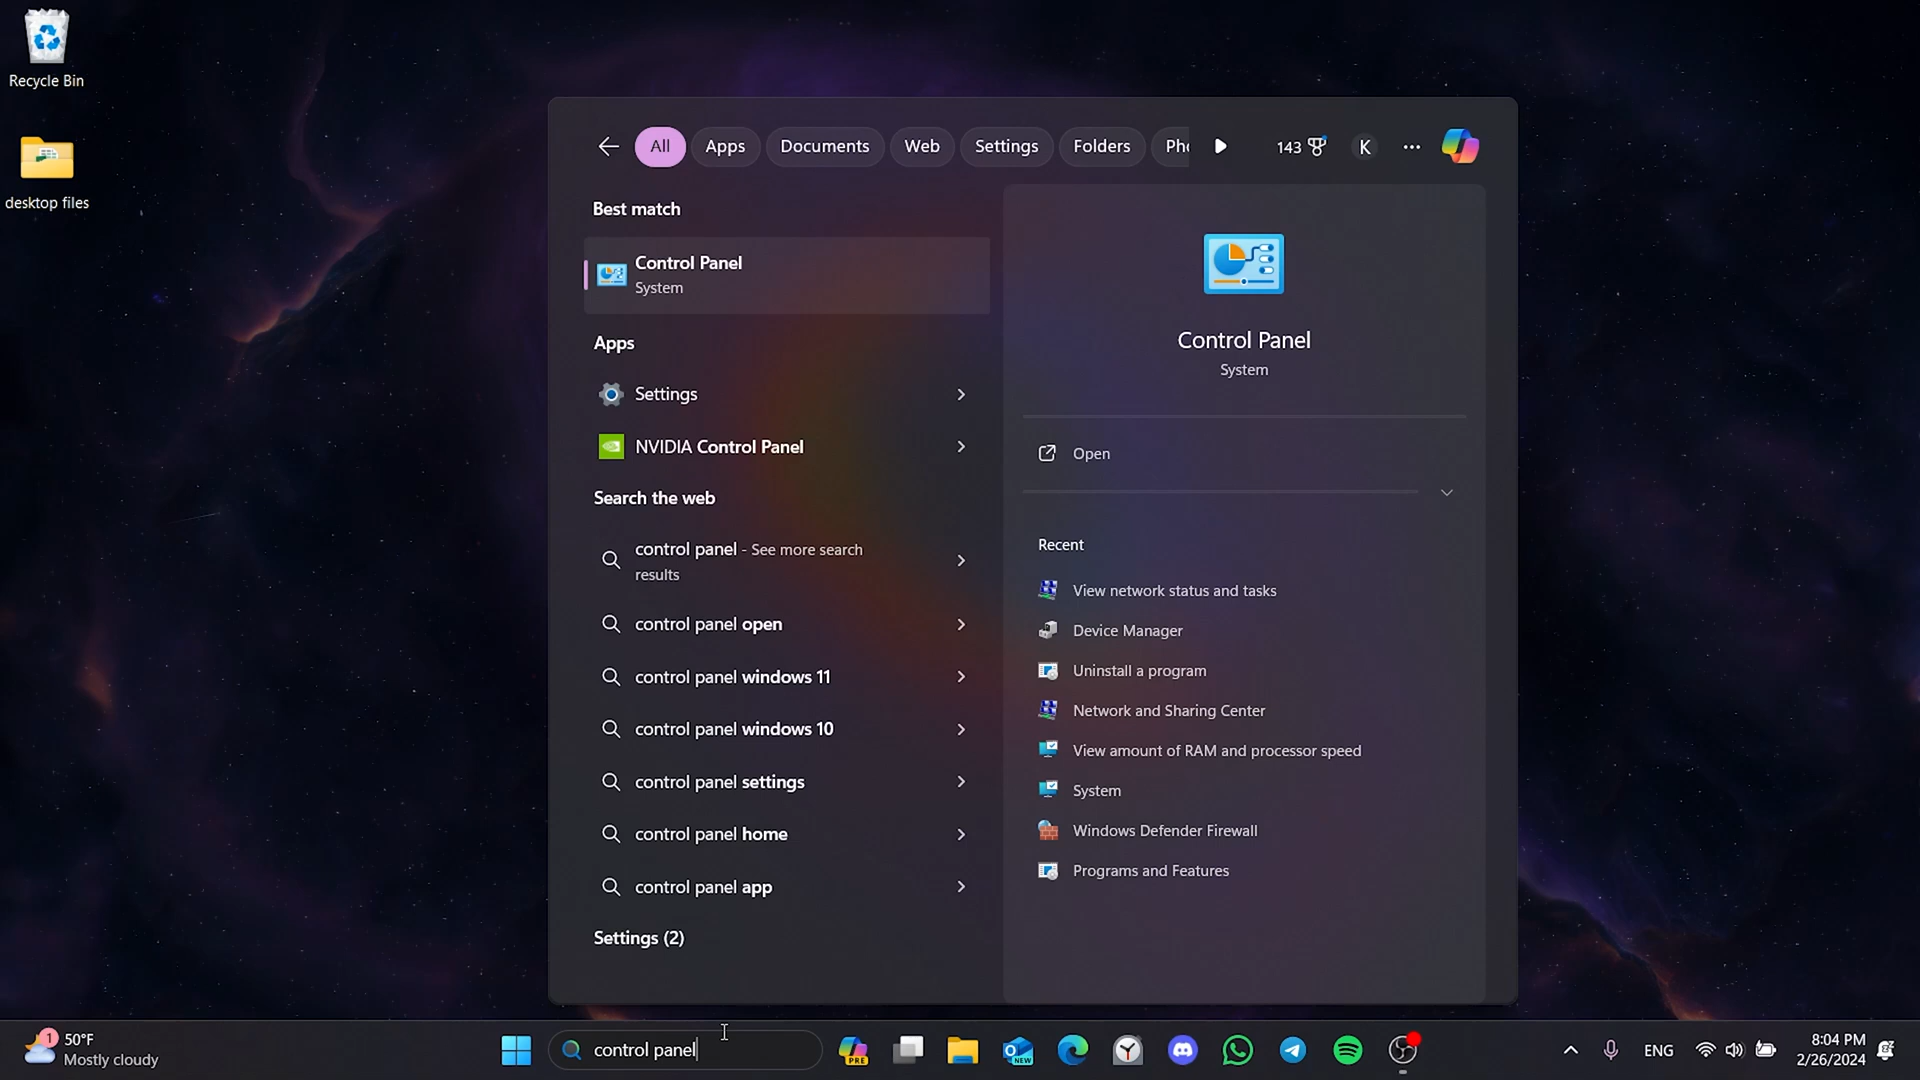 Recycle Bin
desktop files
All
Apps
Documents
Web
Settings
Folders
Pho
143
K
Best match
Control Panel
System
Apps
Settings
NVIDIA Control Panel
Search the web
control panel - See more search
results
control panel open
control panel windows 11
control panel windows 10
control panel settings
control panel home
control panel app
Settings (2)
Control Panel
System
Open
Recent
View network status and tasks
Device Manager
Uninstall a program
Network and Sharing Center
View amount of RAM and processor speed
System
Windows Defender Firewall
Programs and Features
1
50°F
Mostly cloudy
control panel
PRE
NEW
ENG
8:04 PM
2/26/2024